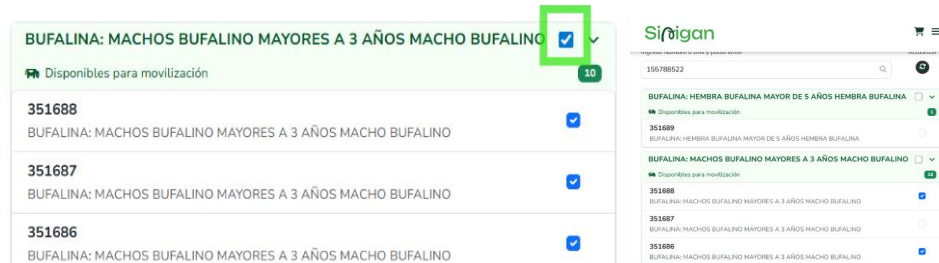 BUFALINA: MACHOS BUFALINO MAYORES A 3 AÑOS MACHO BUFALINO
Disponibles para movilización
10
351688
BUFALINA: MACHOS BUFALINO MAYORES A 3 AÑOS MACHO BUFALINO
351687
BUFALINA: MACHOS BUFALINO MAYORES A 3 AÑOS MACHO BUFALINO
351686
BUFALINA: MACHOS BUFALINO MAYORES A 3 AÑOS MACHO BUFALINO
Sinigan
155788522
BUFALINA: HEMBRA BUFALINA MAYOR DE 5 AÑOS HEMBRA BUFALINA
Disponibles para movilización
1
351689
BUFALINA: HEMBRA BUFALINA MAYOR DE 5 AÑOS HEMBRA BUFALINA
BUFALINA: MACHOS BUFALINO MAYORES A 3 AÑOS MACHO BUFALINO
Disponibles para movilización
10
351688
BUFALINA: MACHOS BUFALINO MAYORES A 3 AÑOS MACHO BUFALINO
351687
BUFALINA: MACHOS BUFALINO MAYORES A 3 AÑOS MACHO BUFALINO
351686
BUFALINA: MACHOS BUFALINO MAYORES A 3 AÑOS MACHO BUFALINO